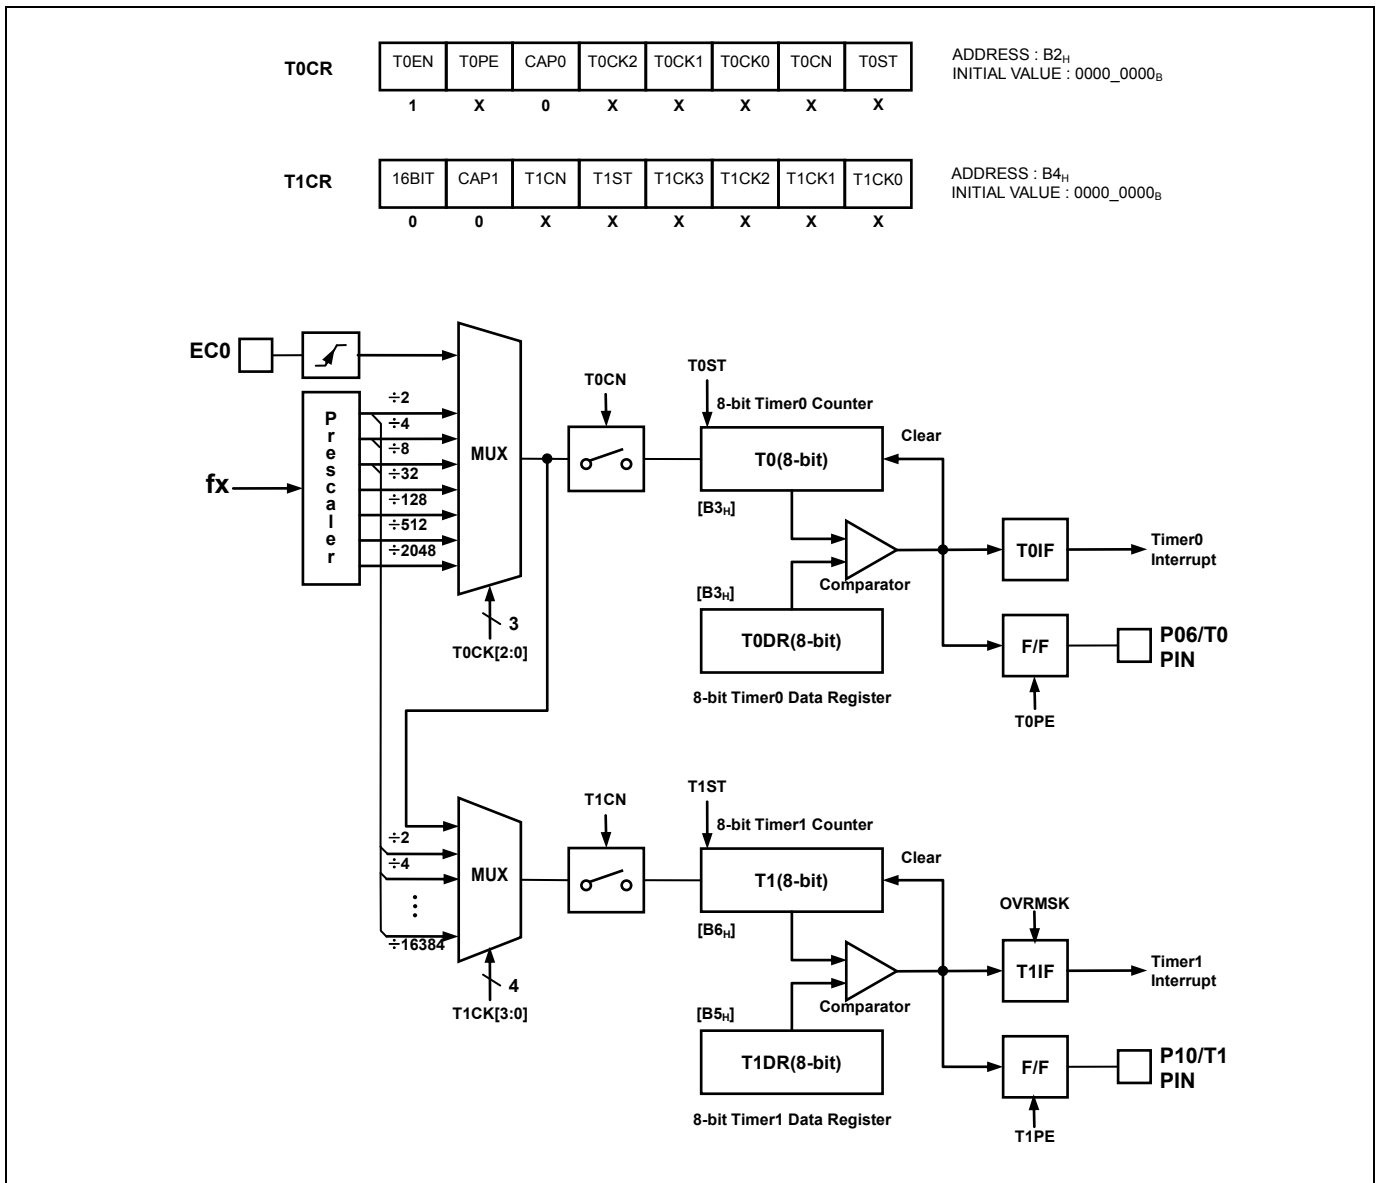 T0CR T0EN T0PE CAP0 T0CK2 T0CK1 T0CK0 T0CN T0ST ADDRESS : B2H
INITIAL VALUE : 0000_0000B
1 X 0 X X X X X
T1CR 16BIT CAP1 T1CN T1ST T1CK3 T1CK2 T1CK1 T1CK0 ADDRESS : B4H
INITIAL VALUE : 0000_0000B
0 0 X X X X X X
EC0
fx
Prescaler
÷2
÷4
÷8
÷32
÷128
÷512
÷2048
MUX
3
T0CK[2:0]
T0CN
T0ST
8-bit Timer0 Counter
T0(8-bit)
Clear
[B3H]
Comparator
[B3H]
T0DR(8-bit)
8-bit Timer0 Data Register
T0IF
Timer0
Interrupt
F/F
P06/T0
PIN
T0PE
÷2
÷4
÷16384
MUX
4
T1CK[3:0]
T1CN
T1ST
8-bit Timer1 Counter
T1(8-bit)
Clear
[B6H]
Comparator
[B5H]
T1DR(8-bit)
8-bit Timer1 Data Register
OVRMSK
T1IF
Timer1
Interrupt
F/F
P10/T1
PIN
T1PE